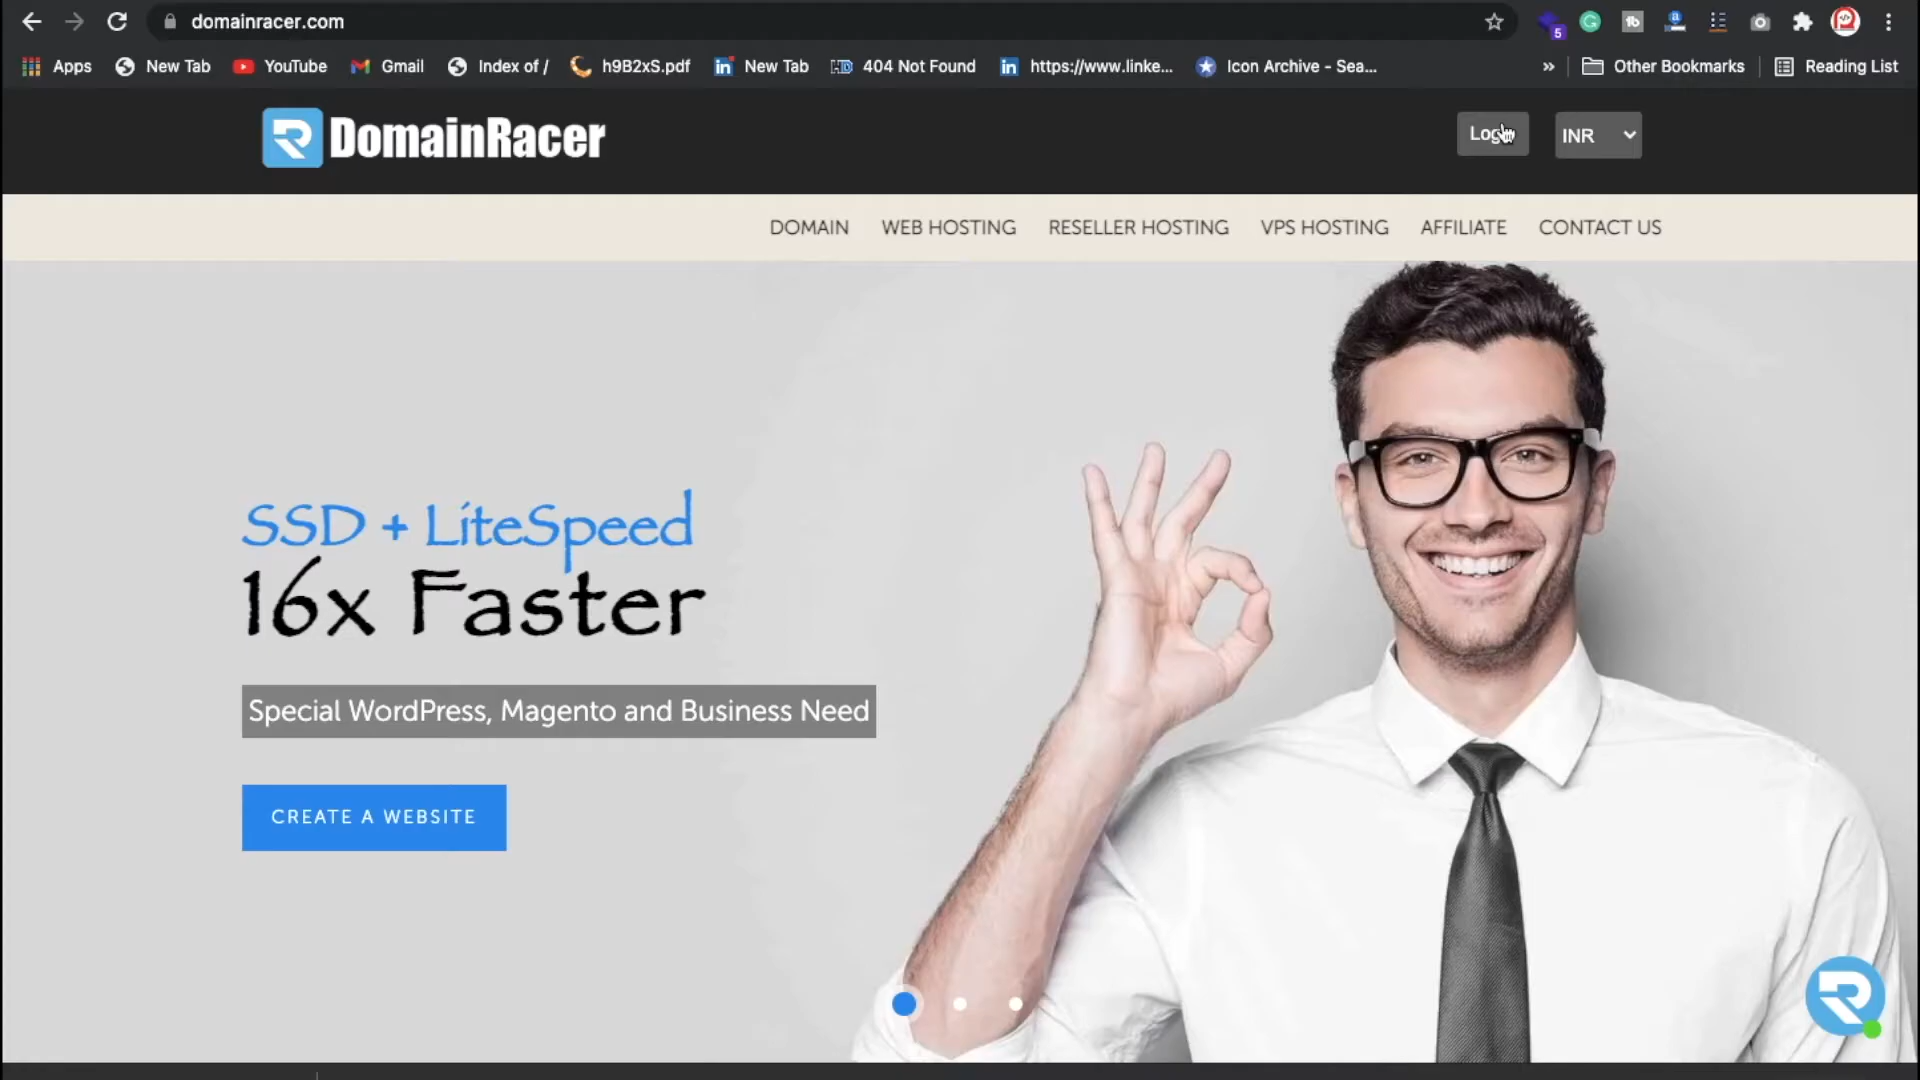 domainracer.com
5
Apps
New Tab
YouTube
Gmail
Index of /
h9B2xS.pdf
New Tab
404 Not Found
https://www.linke...
Icon Archive - Sea...
»
Other Bookmarks
Reading List
DomainRacer
INR
DOMAIN
WEB HOSTING
RESELLER HOSTING
VPS HOSTING
AFFILIATE
CONTACT US
SSD + LiteSpeed
16x Faster
Special WordPress, Magento and Business Need
CREATE A WEBSITE